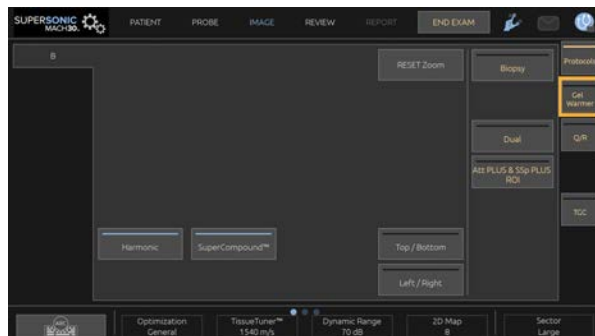 SUPERSONIC
MACH30.
PATIENT
PROBE
IMAGE
REVIEW
REPORT
END EXAM
B
RESET Zoom
Biopsy
Protocols
Gel
Warmer
Dual
Q/R
Att PLUS & SSp PLUS
ROI
TGC
Harmonic
SuperCompound™
Top / Bottom
Left / Right
ABC
Optimization
General
TissueTuner™
1540 m/s
Dynamic Range
70 dB
2D Map
8
Sector
Large